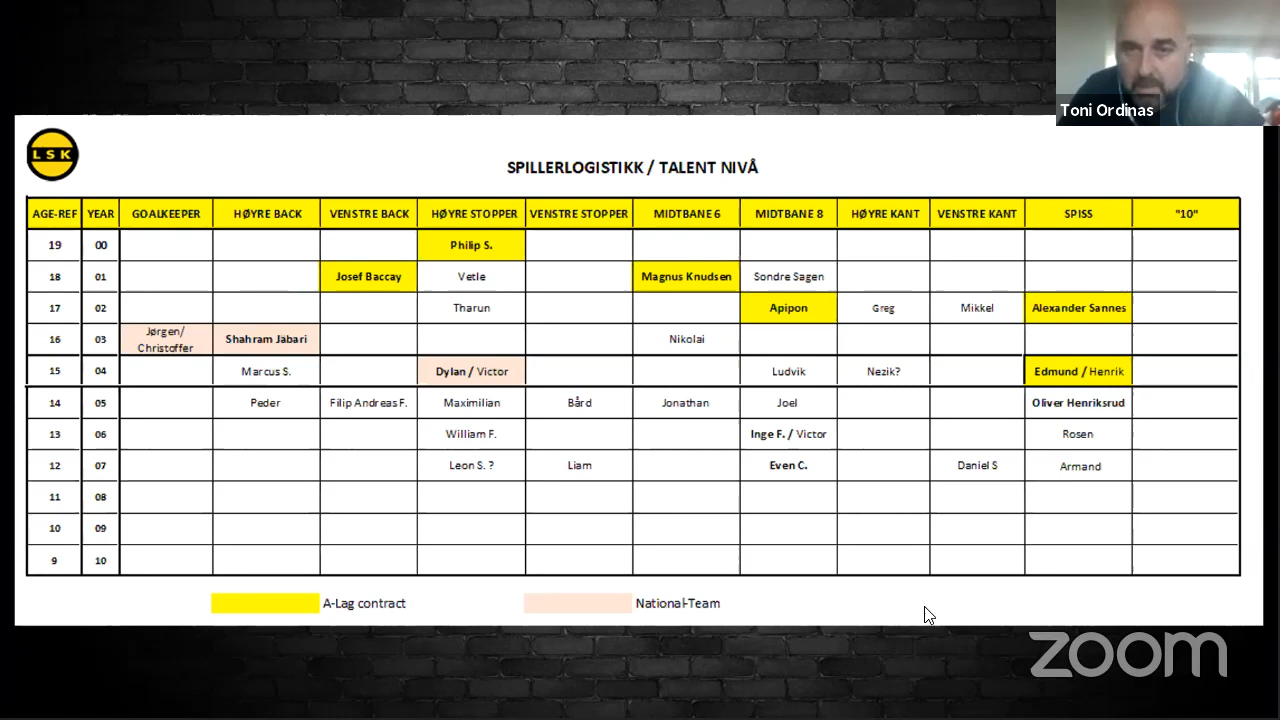 Toni Ordinas
LSK
SPILLERLOGISTIKK / TALENT NIVÅ
AGE-REF YEAR GOALKEEPER HØYRE BACK VENSTRE BACK HØYRE STOPPER VENSTRE STOPPER MIDTBANE 6 MIDTBANE 8 HØYRE KANT VENSTRE KANT SPISS "10"
19 00 Philip S.
18 01 Josef Baccay Vetle Magnus Knudsen Sondre Sagen
17 02 Tharun Apipon Greg Mikkel Alexander Sannes
16 03 Jørgen/ Shahram Jabari Nikolai
Christoffer
15 04 Marcus S. Dylan / Victor Ludvik Nezik? Edmund / Henrik
14 05 Peder Filip Andreas F. Maximilian Bård Jonathan Joel Oliver Henriksrud
13 06 William F. Inge F. / Victor Rosen
12 07 Leon S. ? Liam Even C. Daniel S Armand
11 08
10 09
9 10
A-Lag contract National-Team
zoom